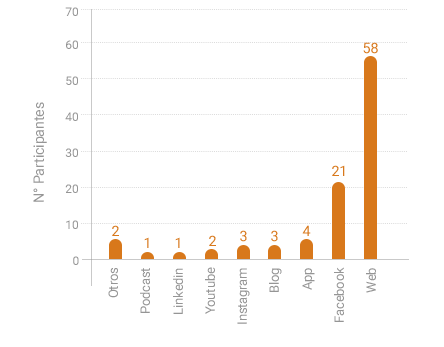 70
60
50
40
30
20
10
0
N° Participantes
2
1
1
2
3
3
4
21
58
Otros
Podcast
Linkedin
Youtube
Instagram
Blog
App
Facebook
Web